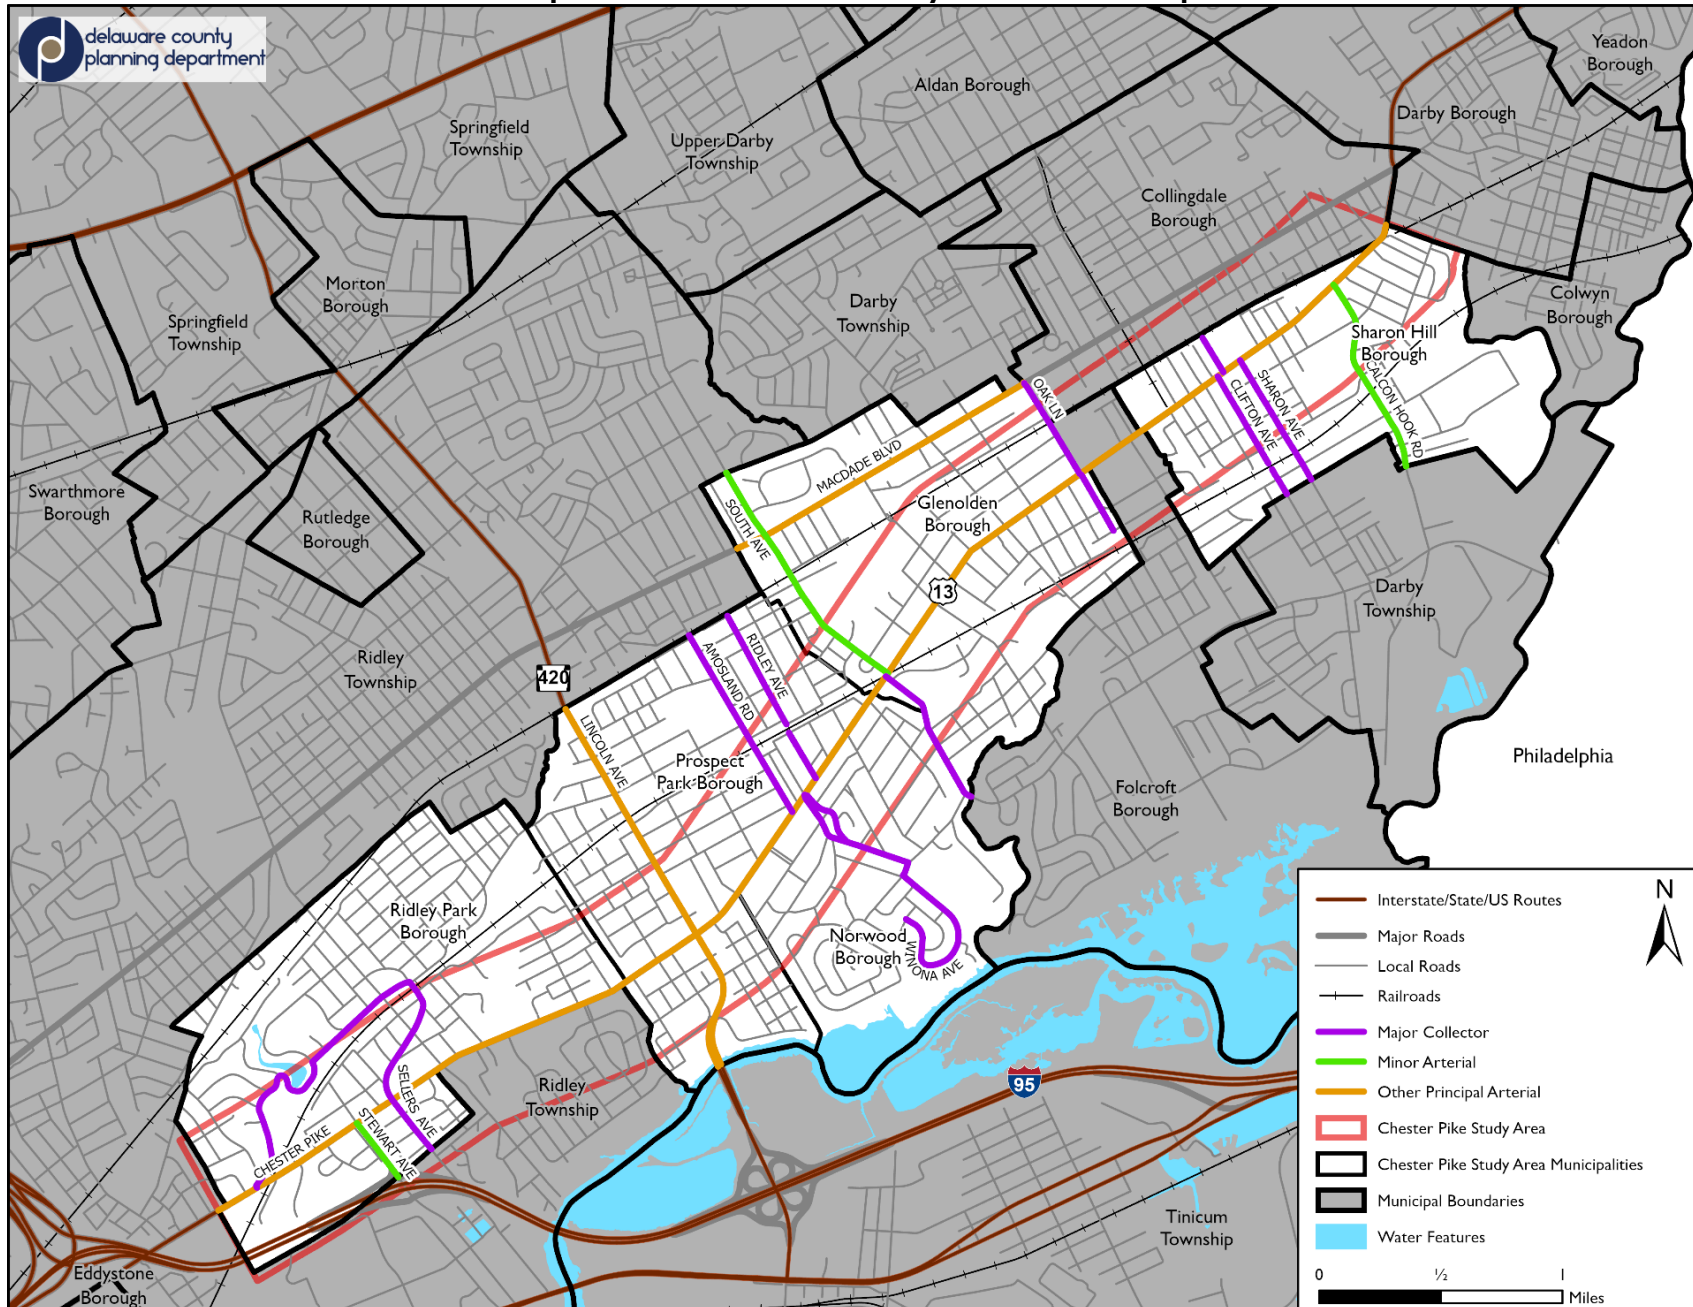 delaware county
planning department
Yeadon
Borough
Aldan Borough
Darby Borough
Springfield
Township
Upper Darby
Township
Collingdale
Borough
Morton
Borough
Springfield
Township
Darby
Township
Colwyn
Borough
Sharon Hill
Borough
OAK LN
SHARON AVE
CLIFTON AVE
CALCON HOOK RD
MACDADE BLVD
Swarthmore
Borough
Rutledge
Borough
SOUTH AVE
Glenolden
Borough
13
Darby
Township
Ridley
Township
420
RIDLEY AVE
AMOSLAND RD
LINCOLN AVE
Prospect
Park Borough
Folcroft
Borough
Philadelphia
Ridley Park
Borough
Norwood
Borough
WINONA AVE
SELLERS AVE
STEWART AVE
CHESTER PIKE
Ridley
Township
95
Tinicum
Township
Eddystone
Borough
N
Interstate/State/US Routes
Major Roads
Local Roads
Railroads
Major Collector
Minor Arterial
Other Principal Arterial
Chester Pike Study Area
Chester Pike Study Area Municipalities
Municipal Boundaries
Water Features
0 ½ 1
Miles